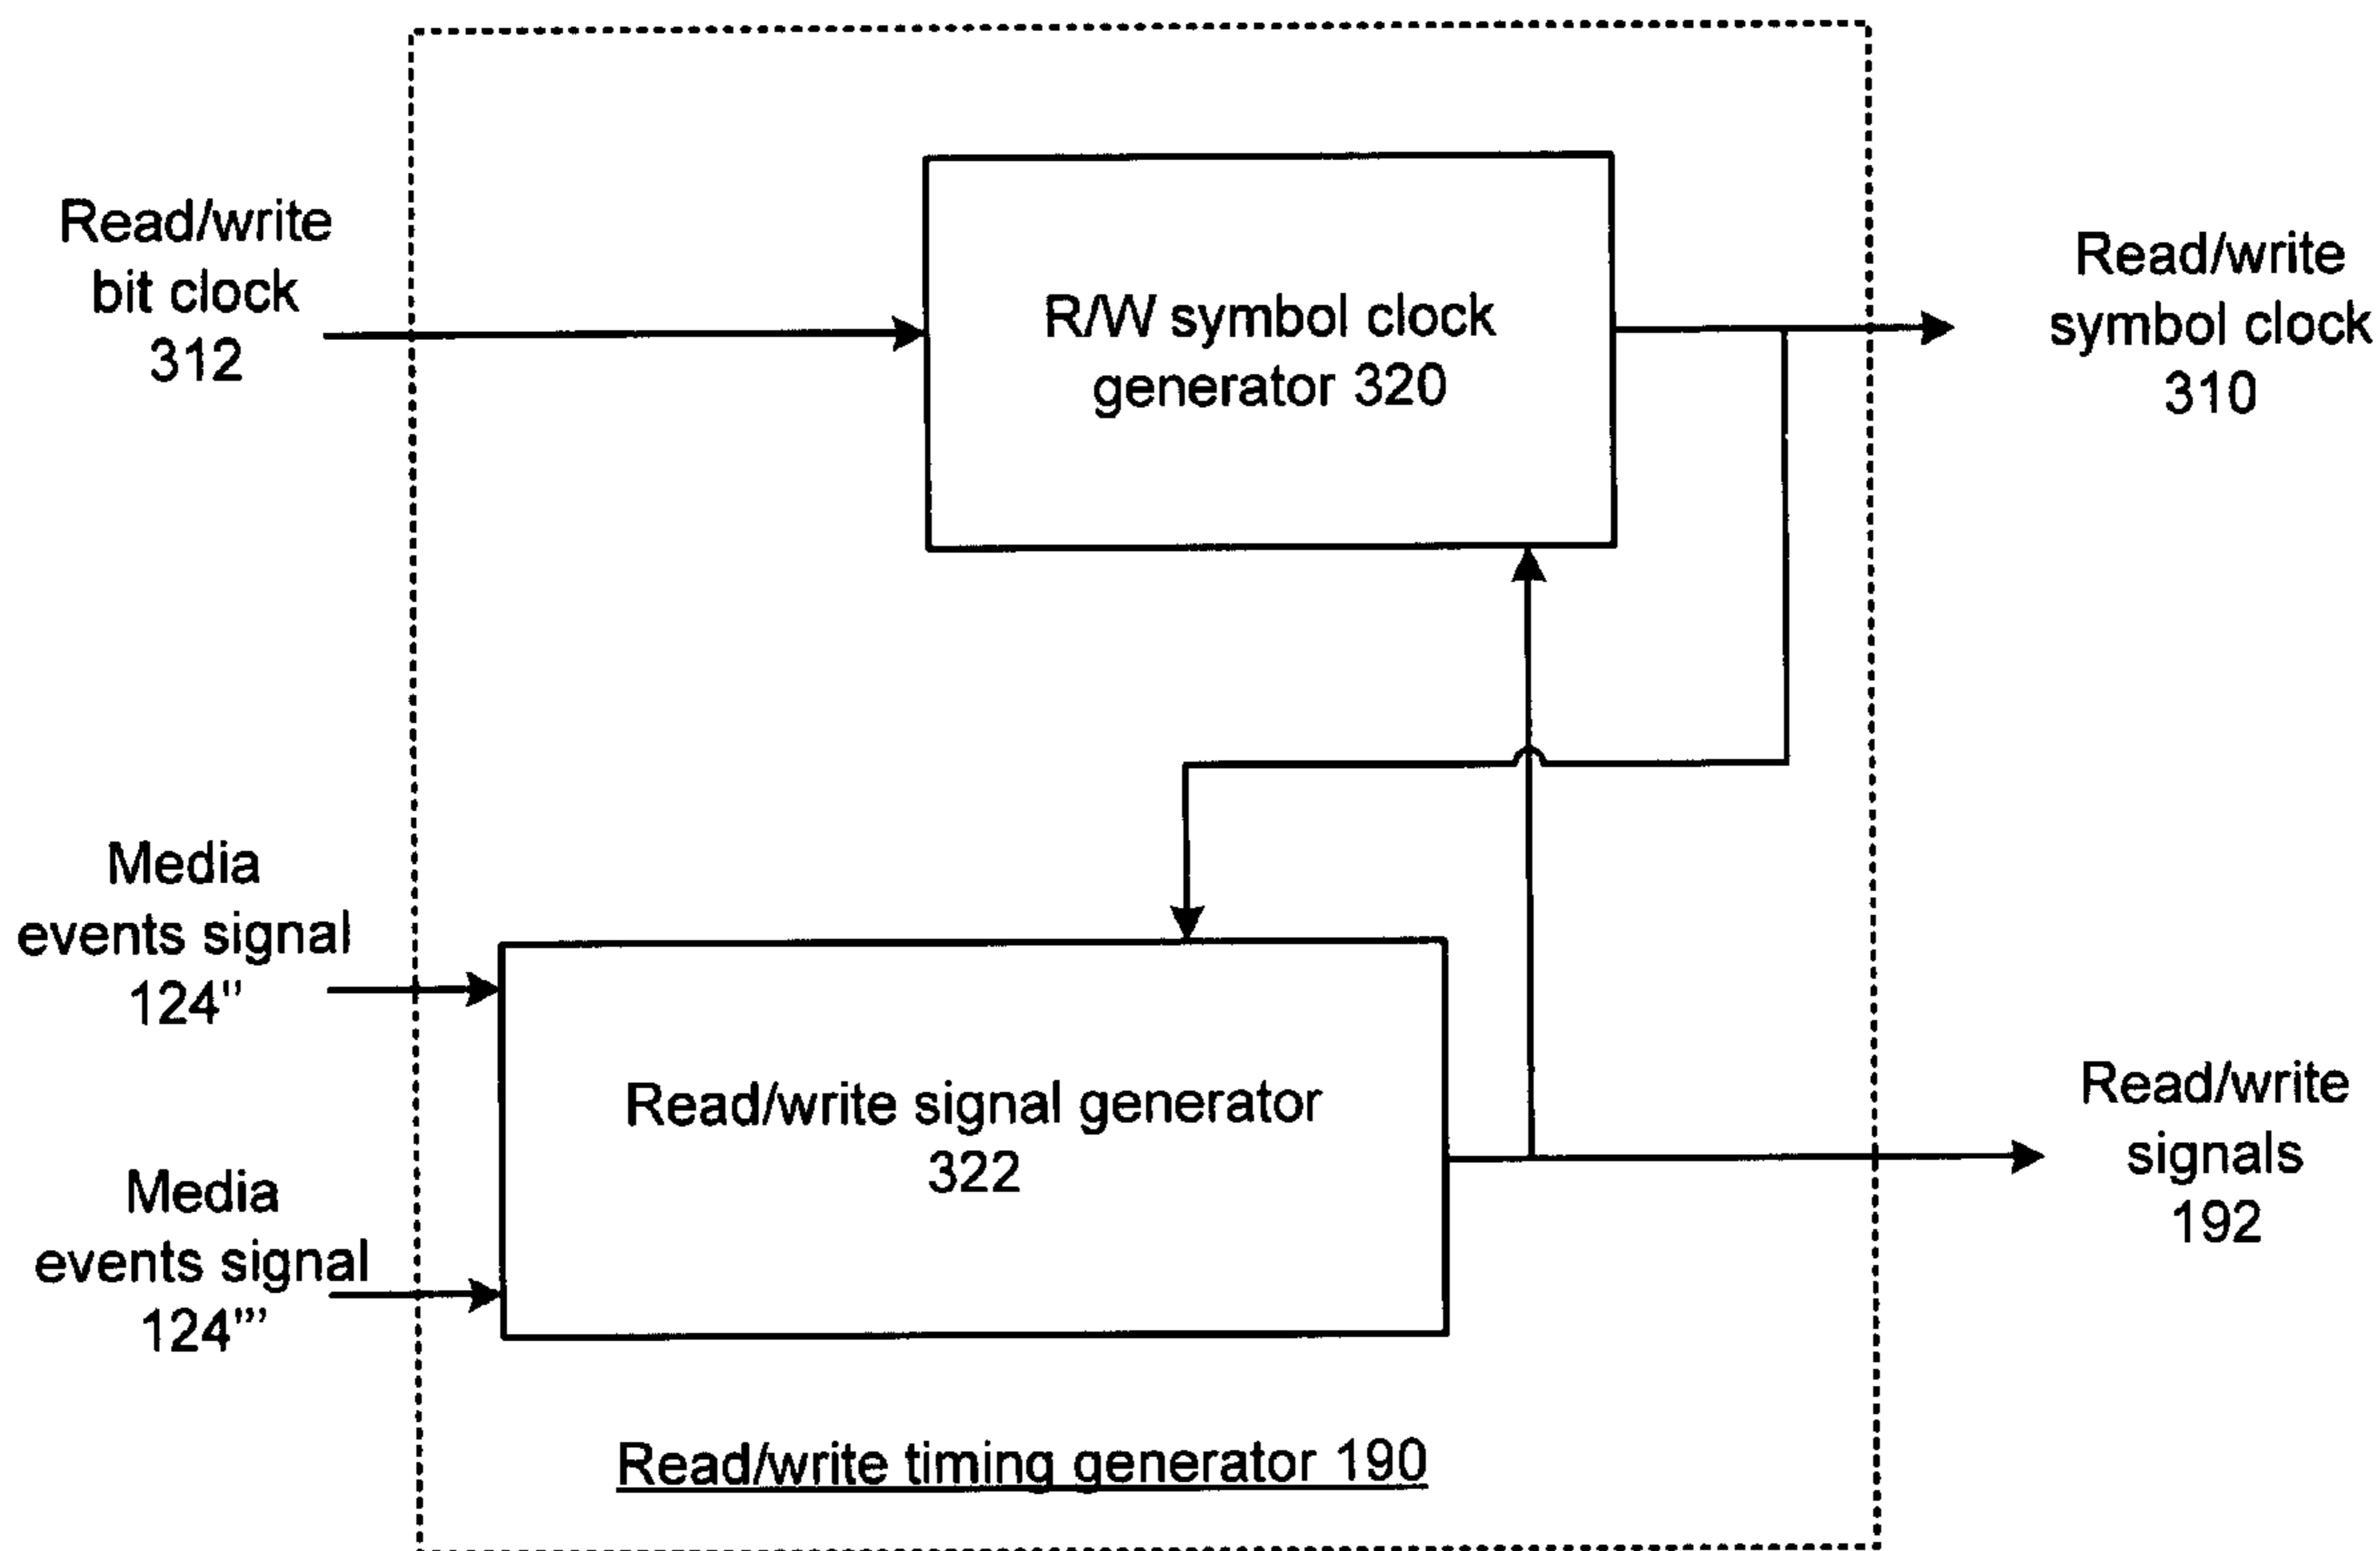 Read/write
bit clock
312
R/W symbol clock
generator 320
Read/write
symbol clock
310
Media
events signal
124"
Media
events signal
124"'
Read/write signal generator
322
Read/write
signals
192
Read/write timing generator 190